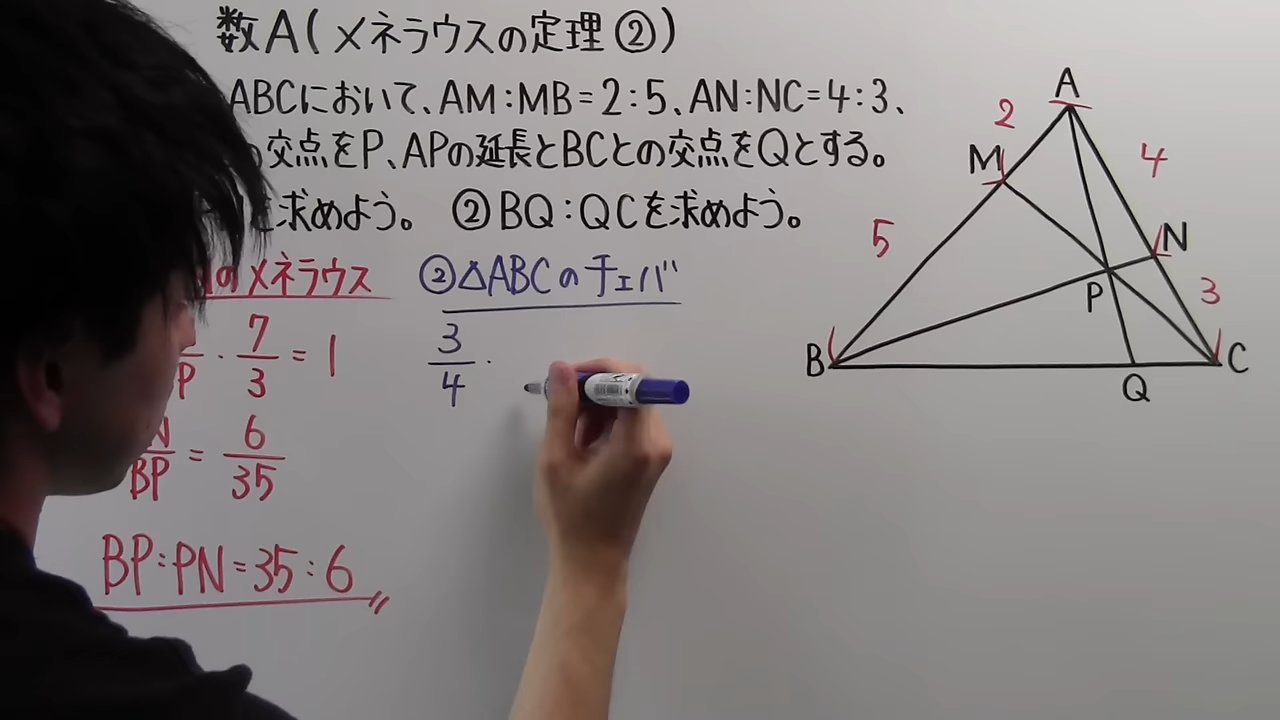 数A(メネラウスの定理②)
ABCにおいて、AM:MB=2:5、AN:NC=4:3、
交点をP、APの延長とBCとの交点をQとする。
を求めよう。 ②BQ:QCを求めよう。
のメネラウス
P · 7/3 = 1
N/BP = 6/35
BP:PN=35:6
②△ABCのチェバ
3/4 ·
A
2
M
4
5
N
P
3
B
C
Q